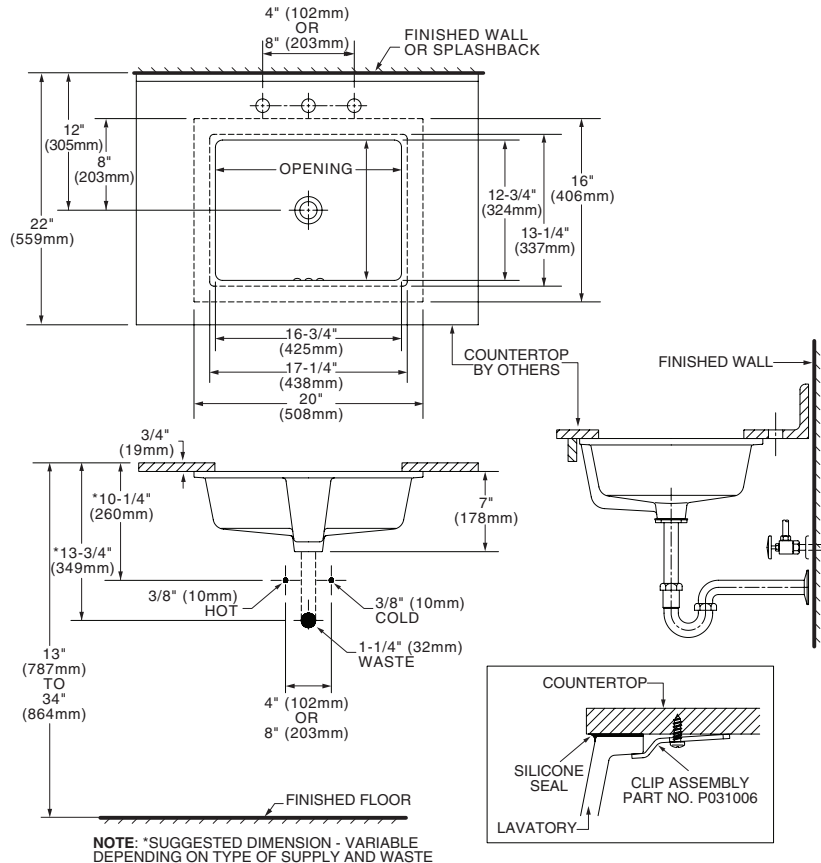 4" (102mm)
OR
8" (203mm)
FINISHED WALL
OR SPLASHBACK
12"
(305mm)
8"
(203mm)
22"
(559mm)
OPENING
12-3/4"
(324mm)
13-1/4"
(337mm)
16"
(406mm)
16-3/4"
(425mm)
17-1/4"
(438mm)
20"
(508mm)
COUNTERTOP
BY OTHERS
FINISHED WALL
3/4"
(19mm)
*10-1/4"
(260mm)
*13-3/4"
(349mm)
7"
(178mm)
3/8" (10mm)
HOT
3/8" (10mm)
COLD
1-1/4" (32mm)
WASTE
13"
(787mm)
TO
34"
(864mm)
4" (102mm)
OR
8" (203mm)
FINISHED FLOOR
COUNTERTOP
SILICONE
SEAL
CLIP ASSEMBLY
PART NO. P031006
LAVATORY
NOTE: *SUGGESTED DIMENSION - VARIABLE
DEPENDING ON TYPE OF SUPPLY AND WASTE